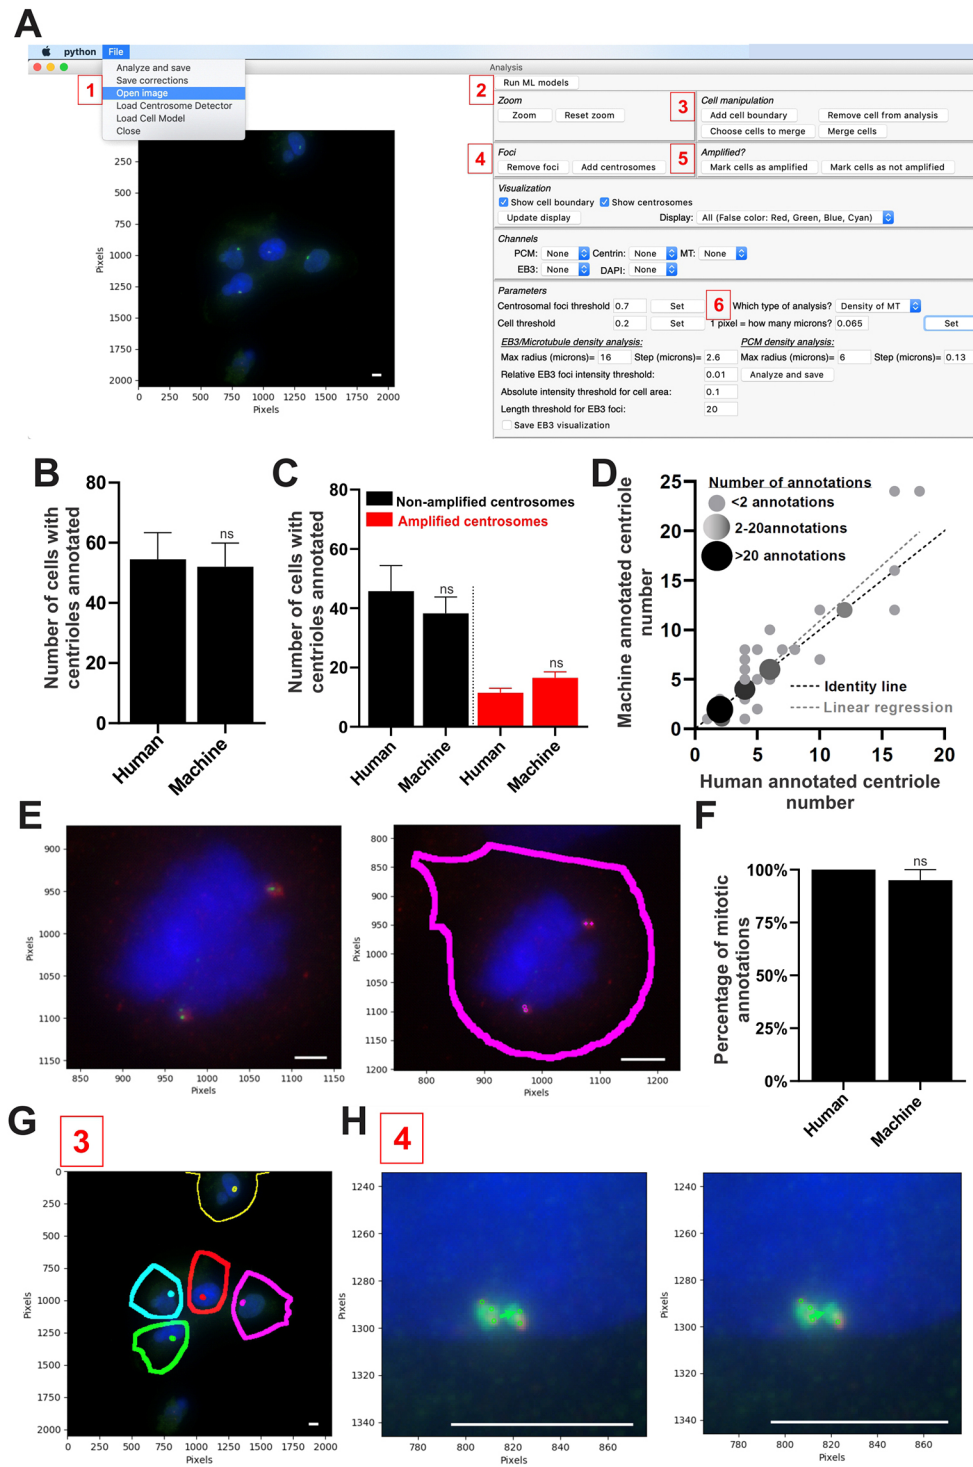 A
python File
Analyze and save
Save corrections
Open image
Load Centrosome Detector
Load Cell Model
Close
1
250
500
750
1000
1250
1500
1750
2000
Pixels
0 250 500 750 1000 1250 1500 1750 2000
Pixels
Analysis
2 Run ML models
Zoom
Zoom Reset zoom
3 Cell manipulation
Add cell boundary Remove cell from analysis
Choose cells to merge Merge cells
4 Foci
Remove foci Add centrosomes
5 Amplified?
Mark cells as amplified Mark cells as not amplified
Visualization
Show cell boundary Show centrosomes
Update display Display: All (False color: Red, Green, Blue, Cyan)
Channels
PCM: None Centrin: None MT: None
EB3: None DAPI: None
Parameters
Centrosomal foci threshold 0.7 Set 6 Which type of analysis? Density of MT
Cell threshold 0.2 Set 1 pixel = how many microns? 0.065 Set
EB3/Microtubule density analysis: PCM density analysis:
Max radius (microns)= 16 Step (microns)= 2.6 Max radius (microns)= 6 Step (microns)= 0.13
Relative EB3 foci intensity threshold: 0.01 Analyze and save
Absolute intensity threshold for cell area: 0.1
Length threshold for EB3 foci: 20
Save EB3 visualization
B
Number of cells with
centrioles annotated
80
60
40
20
0
ns
Human Machine
C
Number of cells with
centrioles annotated
80
60
40
20
0
Non-amplified centrosomes
Amplified centrosomes
ns
ns
Human Machine Human Machine
D
Machine annotated centriole
number
25
20
15
10
5
0
Number of annotations
<2 annotations
2-20annotations
>20 annotations
Identity line
Linear regression
0 5 10 15 20
Human annotated centriole
number
E
900
950
1000
1050
1100
1150
Pixels
850 900 950 1000 1050 1100 1150
Pixels
800
850
900
950
1000
1050
1100
1150
1200
Pixels
800 900 1000 1100 1200
Pixels
F
Percentage of mitotic
annotations
100%
75%
50%
25%
0%
ns
Human Machine
G
3
0
250
500
750
1000
1250
1500
1750
2000
Pixels
0 250 500 750 1000 1250 1500 1750 2000
Pixels
H
4
1240
1260
1280
1300
1320
1340
Pixels
780 800 820 840 860
Pixels
1240
1260
1280
1300
1320
1340
Pixels
780 800 820 840 860
Pixels